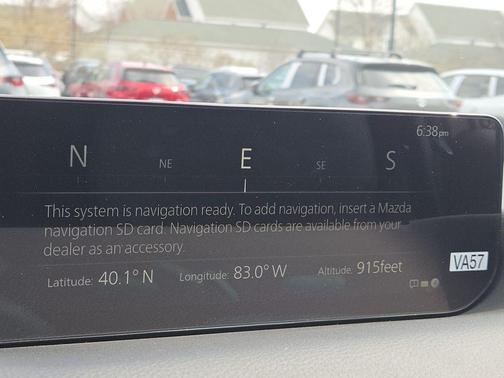 6:38pm
N NE E SE S
This system is navigation ready. To add navigation, insert a Mazda
navigation SD card. Navigation SD cards are available from your
dealer as an accessory.
Latitude: 40.1° N Longitude: 83.0° W Altitude: 915feet
VA57